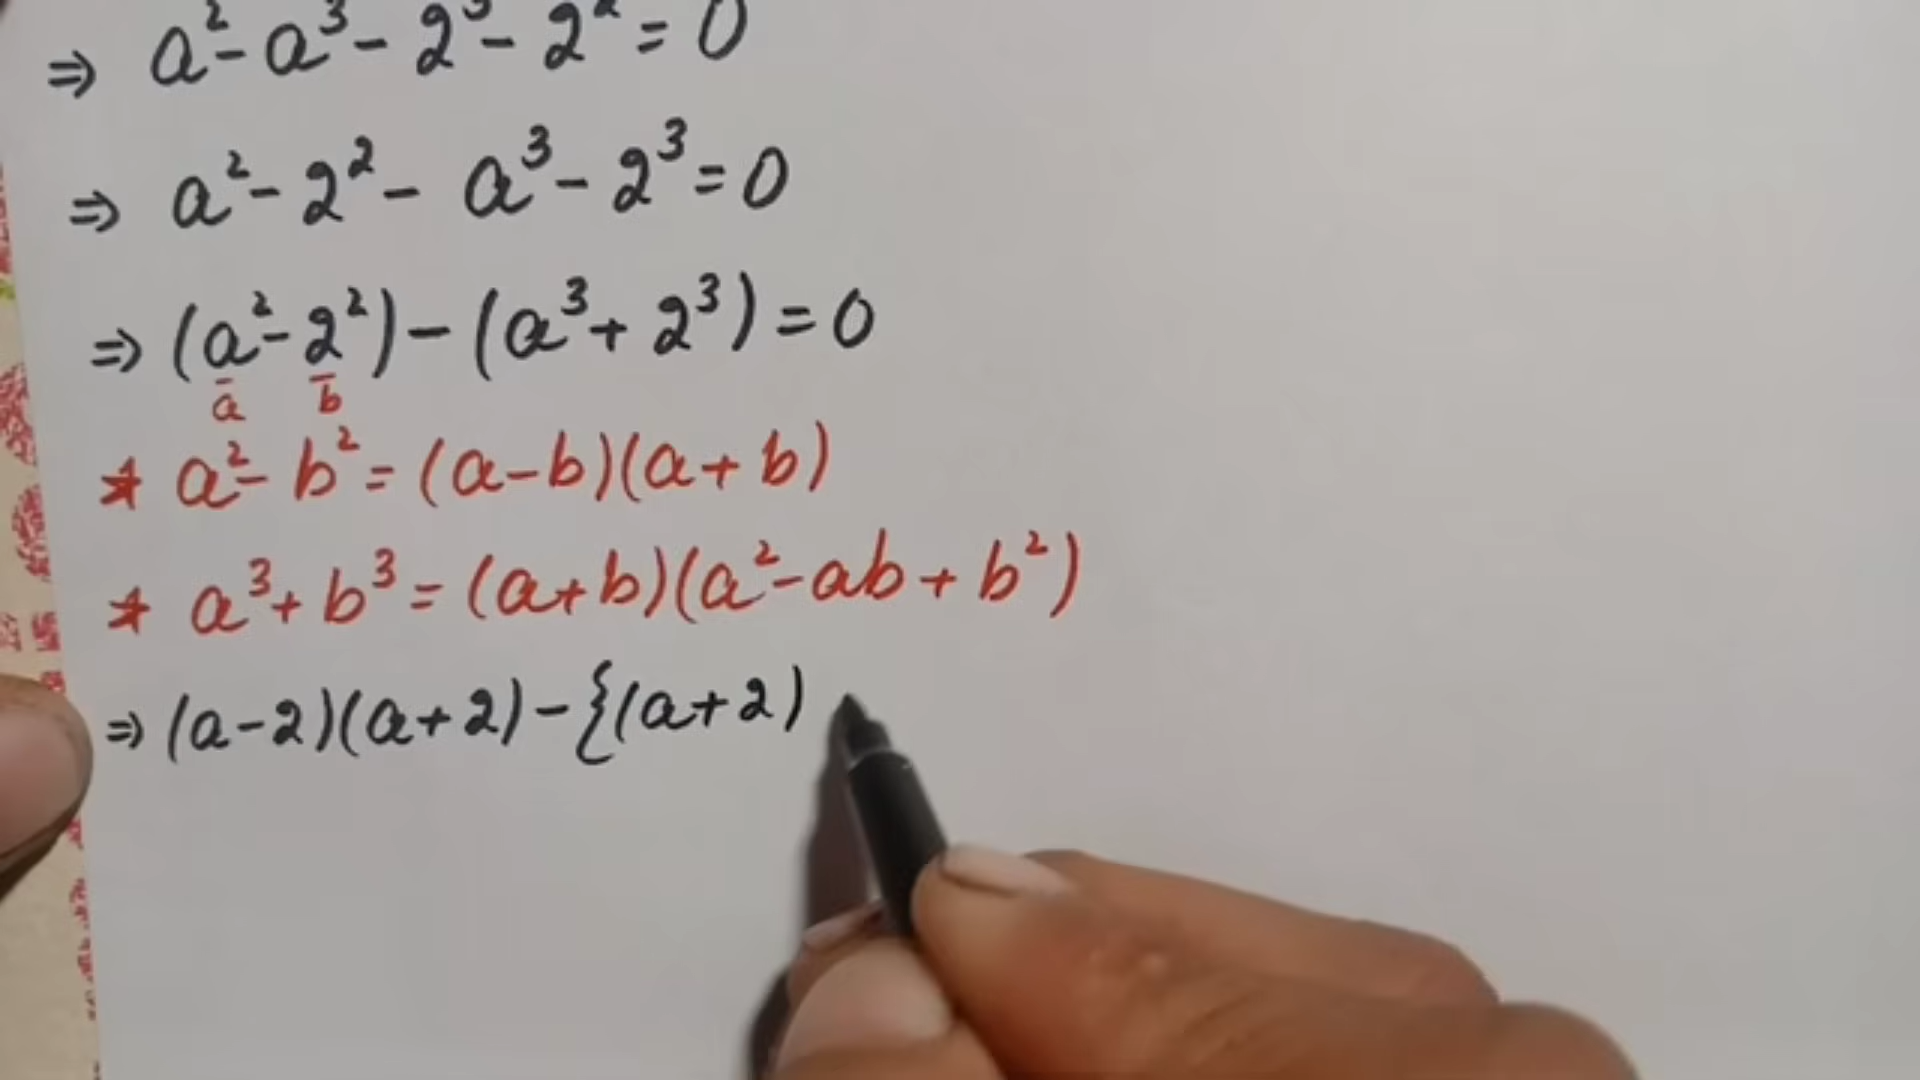 ⇒ a² - a³ - 2³ - 2² = 0
⇒ a² - 2² - a³ - 2³ = 0
⇒ (a² - 2²) - (a³ + 2³) = 0
a b
* a² - b² = (a-b)(a+b)
* a³ + b³ = (a+b)(a² - ab + b²)
⇒ (a-2)(a+2) - {(a+2)